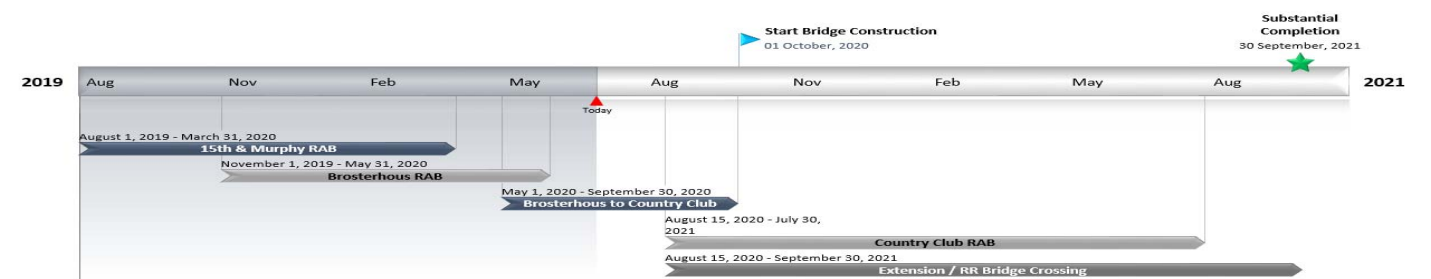 Substantial
Completion
30 September, 2021
Start Bridge Construction
01 October, 2020
2019 Aug Nov Feb May Aug Nov Feb May Aug 2021
Today
August 1, 2019 - March 31, 2020
15th & Murphy RAB
November 1, 2019 - May 31, 2020
Brosterhous RAB
May 1, 2020 - September 30, 2020
Brosterhous to Country Club
August 15, 2020 - July 30,
2021
Country Club RAB
August 15, 2020 - September 30, 2021
Extension / RR Bridge Crossing